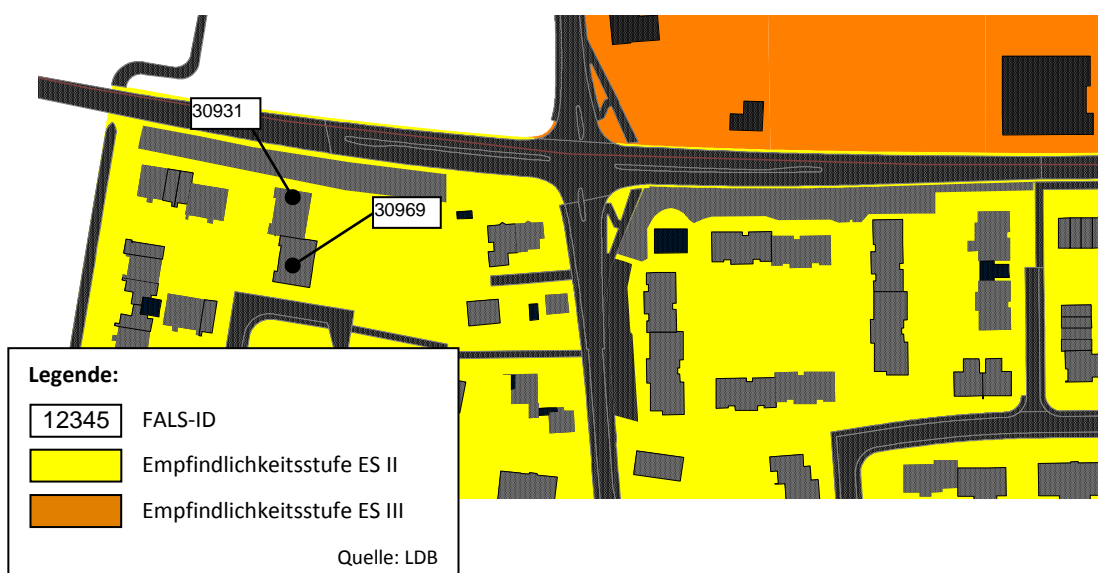 30931
30969
Legende:
12345 FALS-ID
Empfindlichkeitsstufe ES II
Empfindlichkeitsstufe ES III
Quelle: LDB